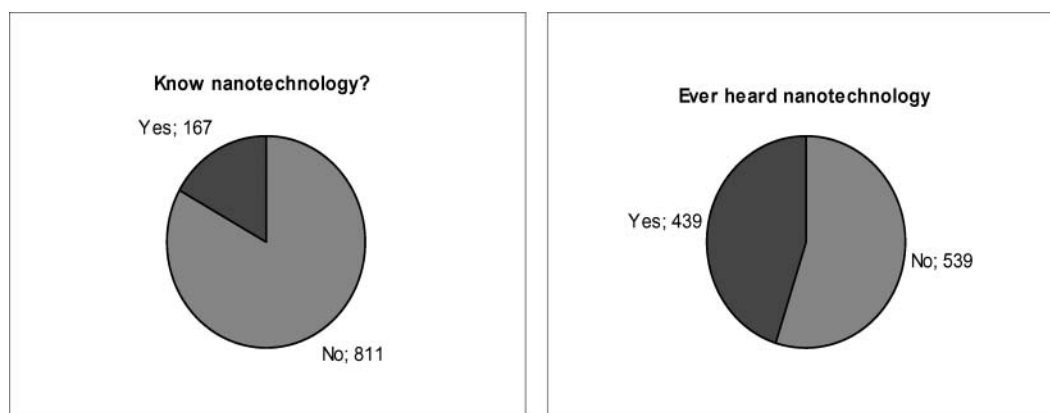 Know nanotechnology?
Yes; 167
No; 811
Ever heard nanotechnology
Yes; 439
No; 539